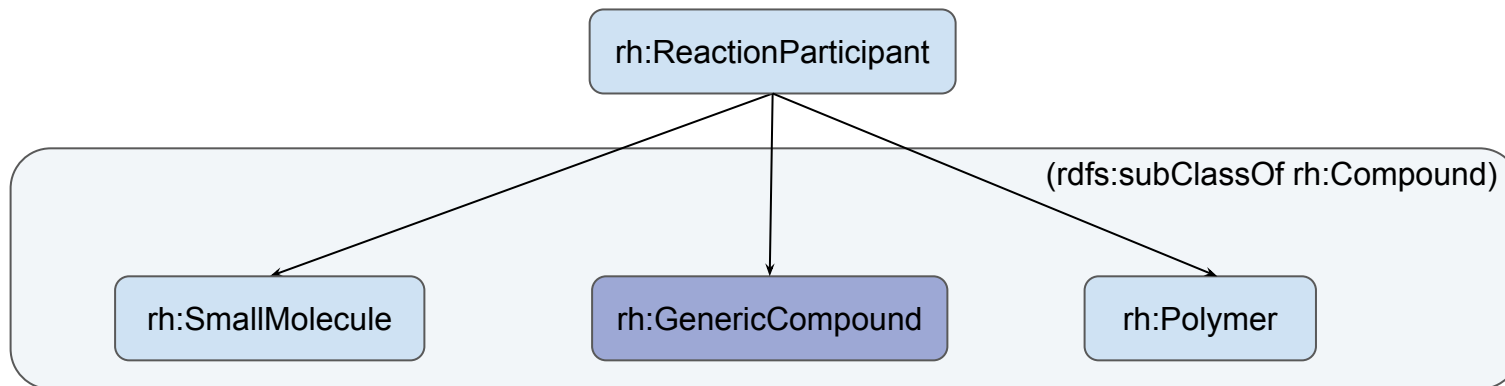 rh:ReactionParticipant
(rdfs:subClassOf rh:Compound)
rh:SmallMolecule
rh:GenericCompound
rh:Polymer